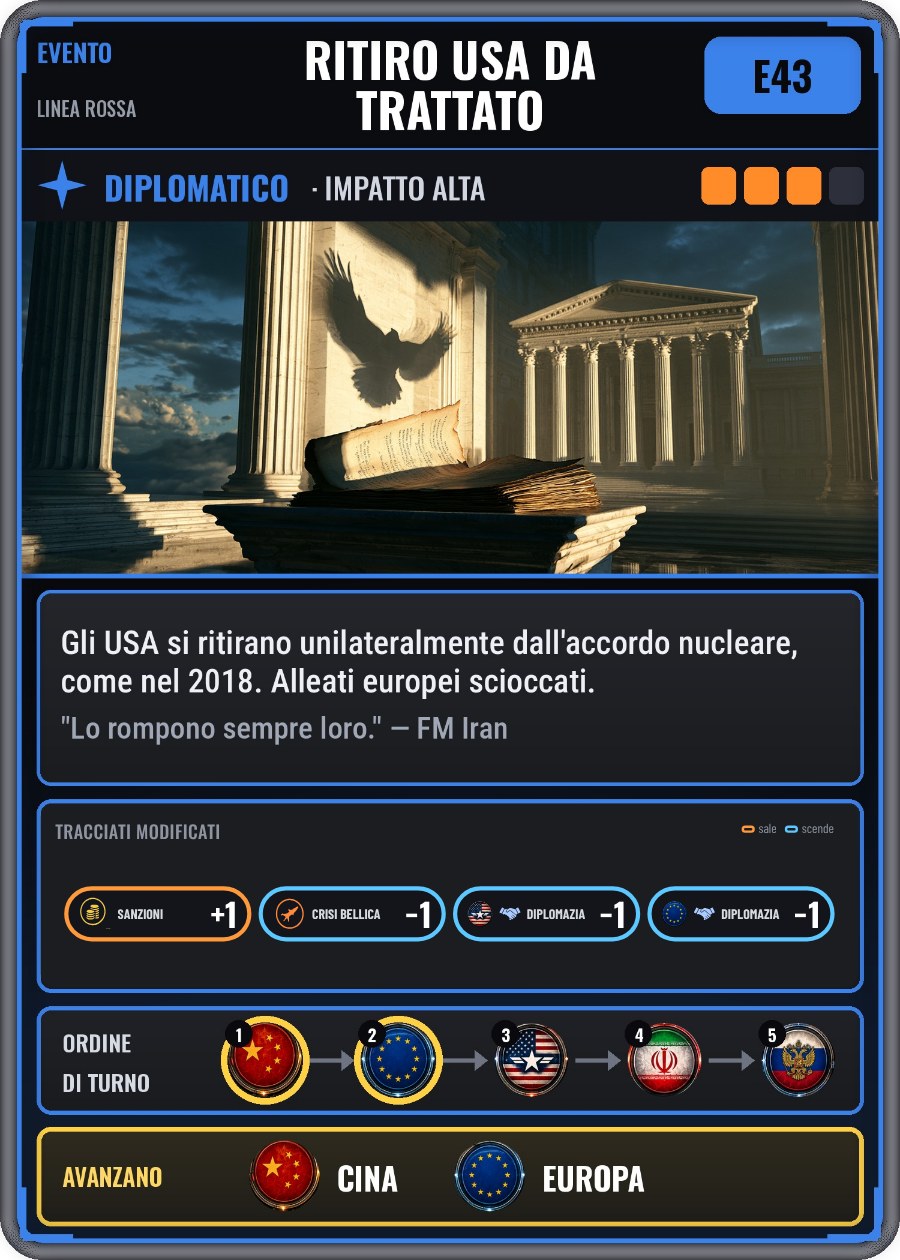 EVENTO
LINEA ROSSA
RITIRO USA DA
TRATTATO
E43
DIPLOMATICO · IMPATTO ALTA
Gli USA si ritirano unilateralmente dall'accordo nucleare,
come nel 2018. Alleati europei scioccati.
"Lo rompono sempre loro." — FM Iran
TRACCIATI MODIFICATI
sale scende
SANZIONI +1
CRISI BELLICA -1
DIPLOMAZIA -1
DIPLOMAZIA -1
ORDINE
DI TURNO
1 2 3 4 5
AVANZANO CINA EUROPA